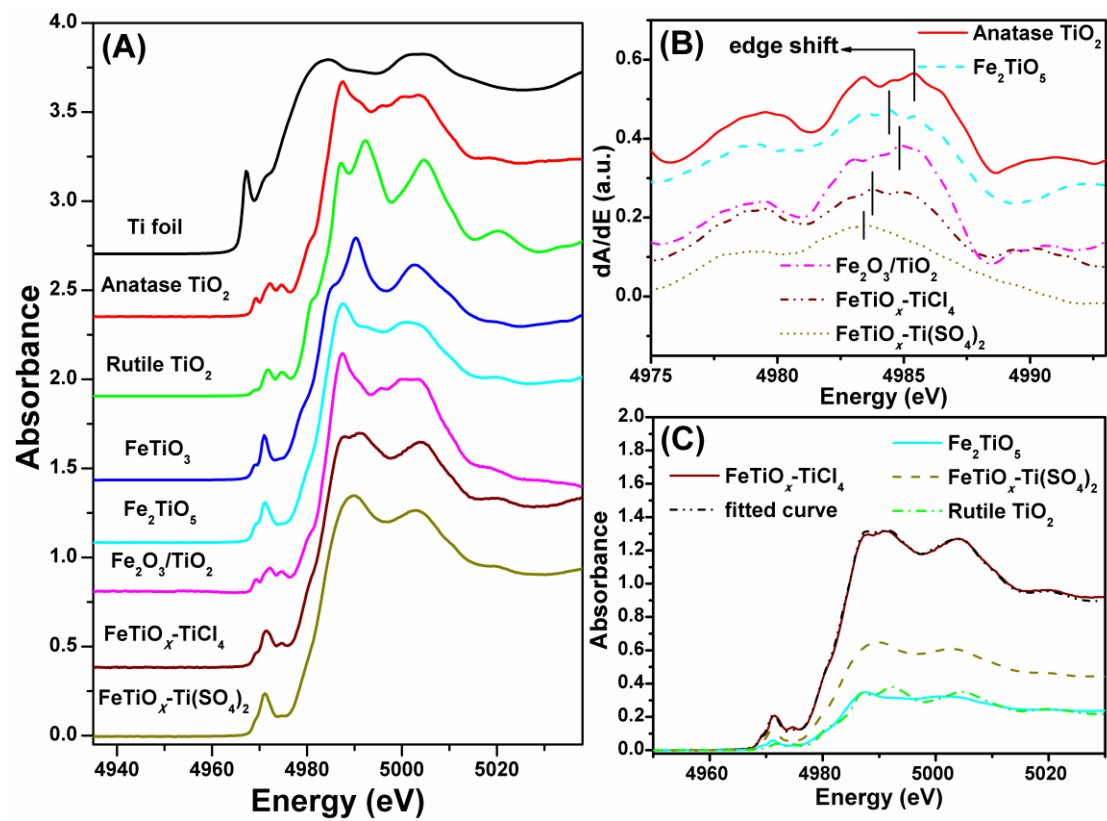 (A)
4.0
3.5
3.0
2.5
2.0
1.5
1.0
0.5
0.0
Absorbance
Ti foil
Anatase TiO₂
Rutile TiO₂
FeTiO₃
Fe₂TiO₅
Fe₂O₃/TiO₂
FeTiOₓ-TiCl₄
FeTiOₓ-Ti(SO₄)₂
4940 4960 4980 5000 5020
Energy (eV)
(B)
edge shift
Anatase TiO₂
Fe₂TiO₅
0.6
0.4
0.2
0.0
dA/dE (a.u.)
Fe₂O₃/TiO₂
FeTiOₓ-TiCl₄
FeTiOₓ-Ti(SO₄)₂
4975 4980 4985 4990
Energy (eV)
(C)
2.0
1.8
1.6
1.4
1.2
1.0
0.8
0.6
0.4
0.2
0.0
Absorbance
FeTiOₓ-TiCl₄
fitted curve
Fe₂TiO₅
FeTiOₓ-Ti(SO₄)₂
Rutile TiO₂
4960 4980 5000 5020
Energy (eV)